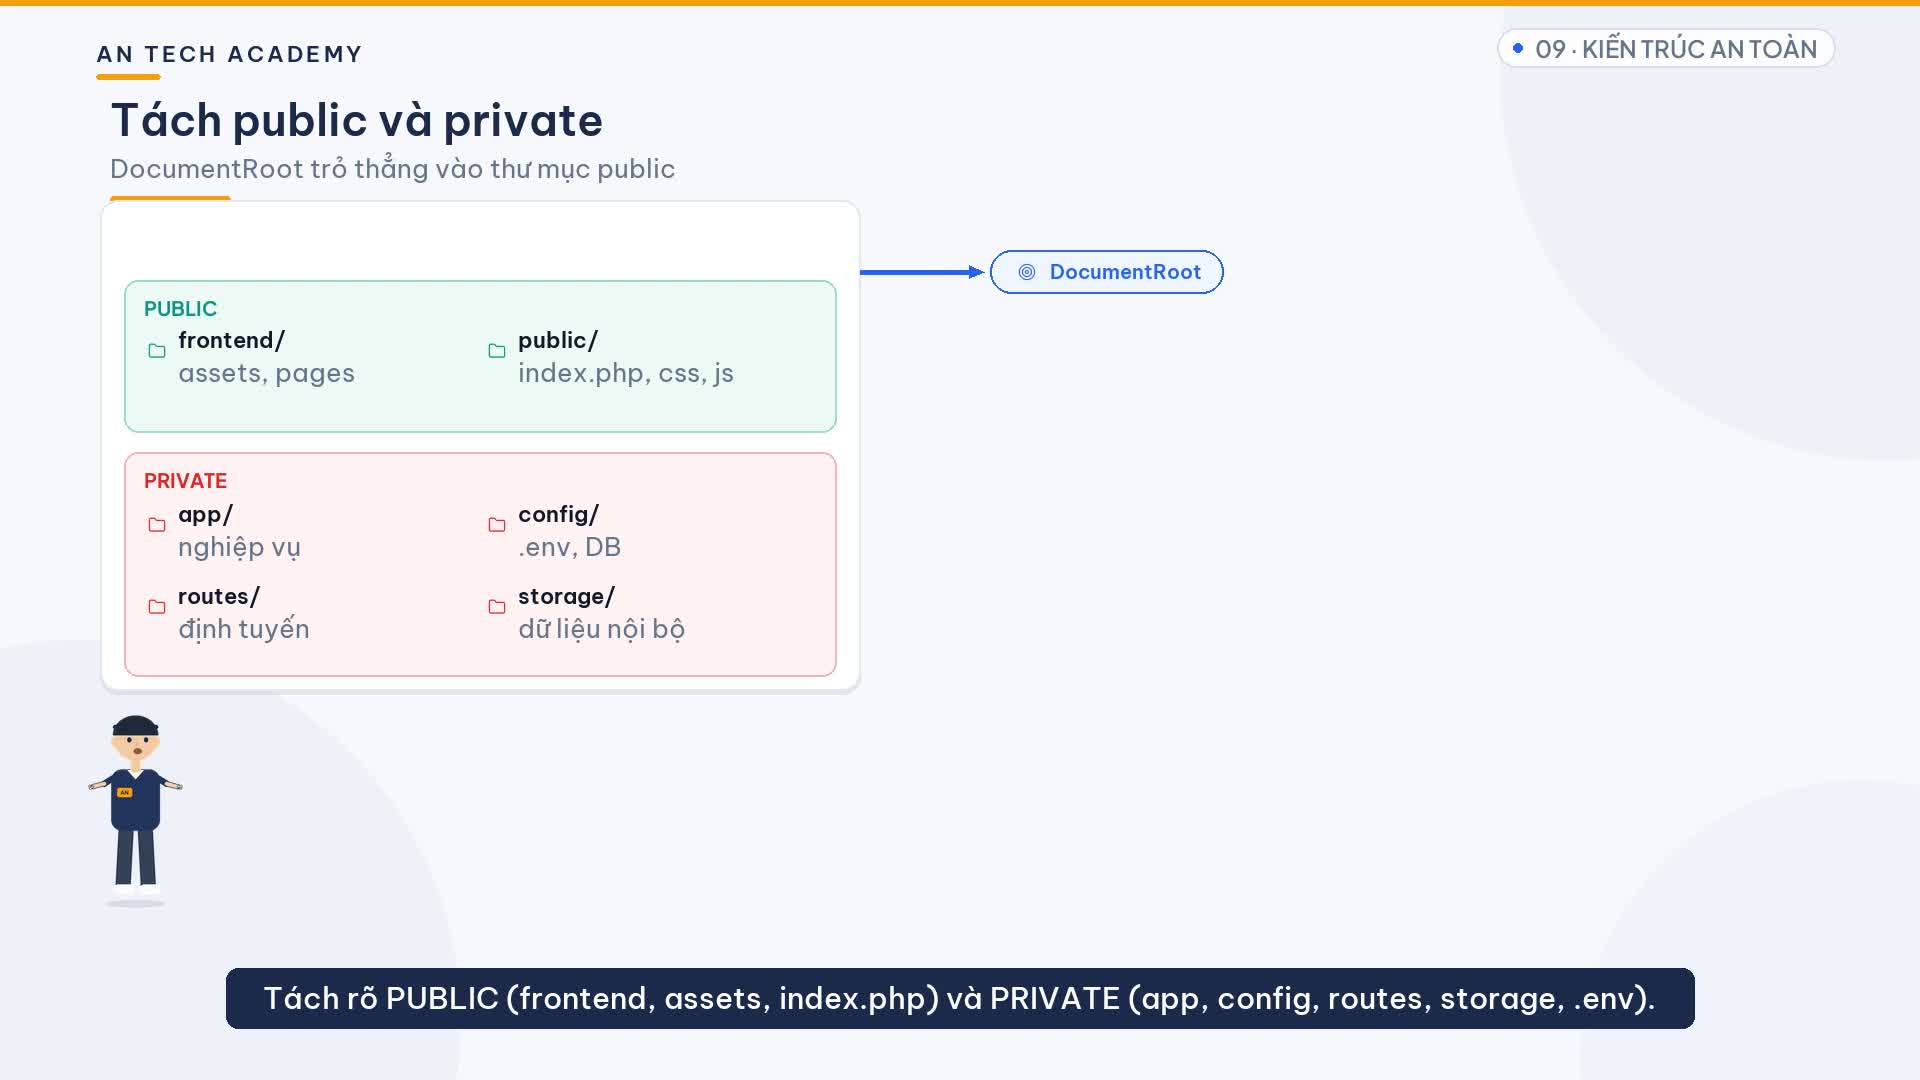 AN TECH ACADEMY
09 · KIẾN TRÚC AN TOÀN
Tách public và private
DocumentRoot trỏ thẳng vào thư mục public
DocumentRoot
PUBLIC
frontend/
assets, pages
public/
index.php, css, js
PRIVATE
app/
nghiệp vụ
config/
.env, DB
routes/
định tuyến
storage/
dữ liệu nội bộ
AN
Tách rõ PUBLIC (frontend, assets, index.php) và PRIVATE (app, config, routes, storage, .env).